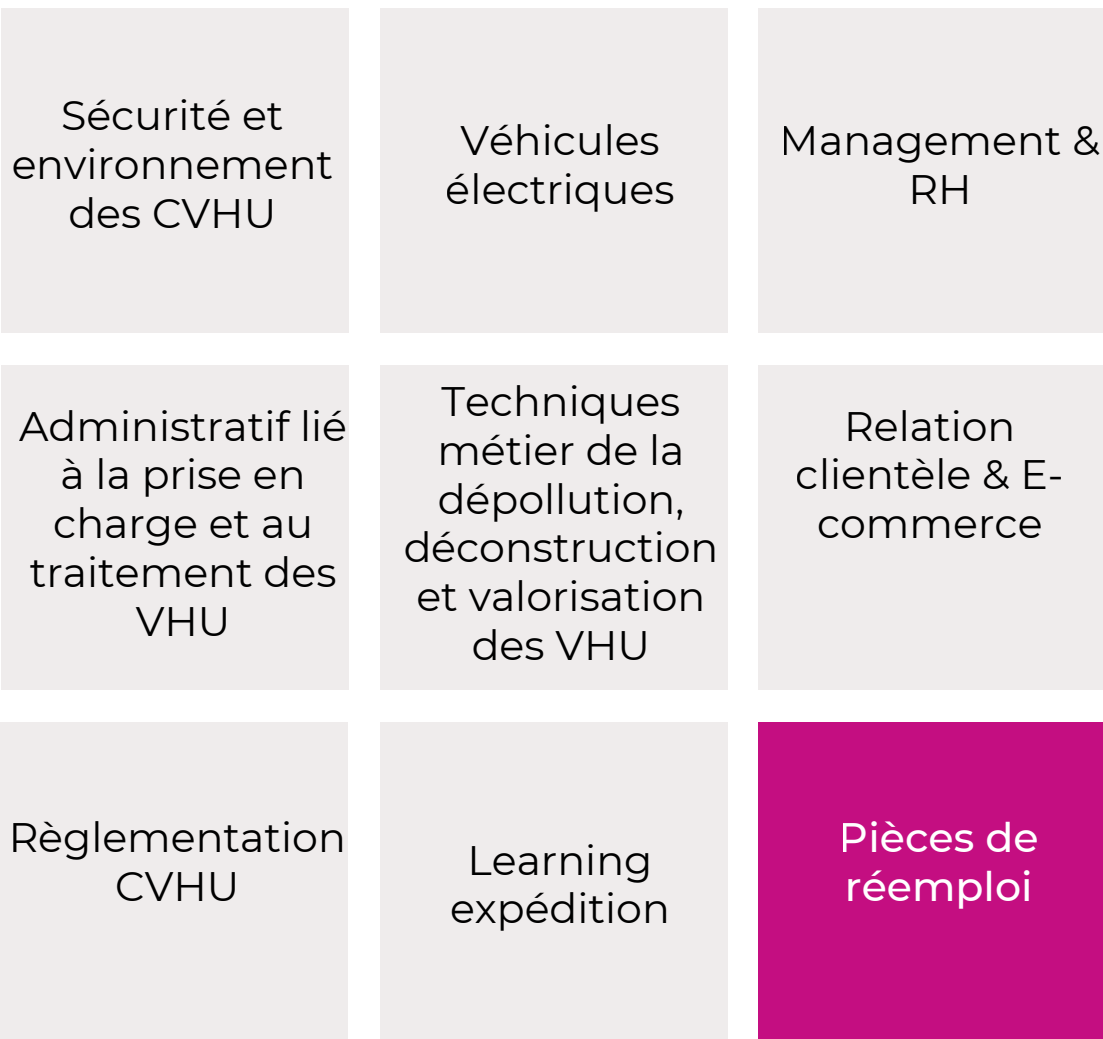 Sécurité et
environnement
des CVHU
Véhicules
électriques
Management &
RH
Administratif lié
à la prise en
charge et au
traitement des
VHU
Techniques
métier de la
dépollution,
déconstruction
et valorisation
des VHU
Relation
clientèle & E-
commerce
Règlementation
CVHU
Learning
expédition
Pièces de
réemploi